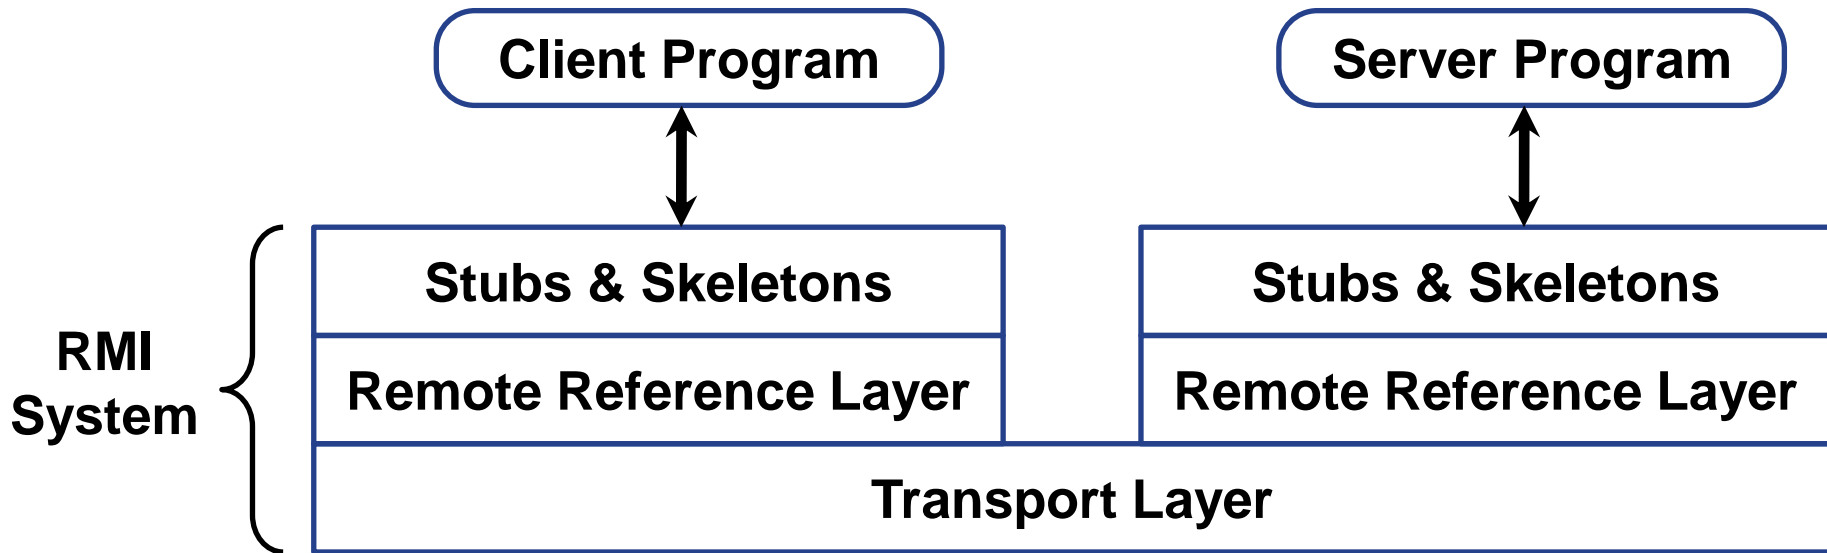 Client Program
Server Program
Stubs & Skeletons
Stubs & Skeletons
RMI
System
Remote Reference Layer
Remote Reference Layer
Transport Layer